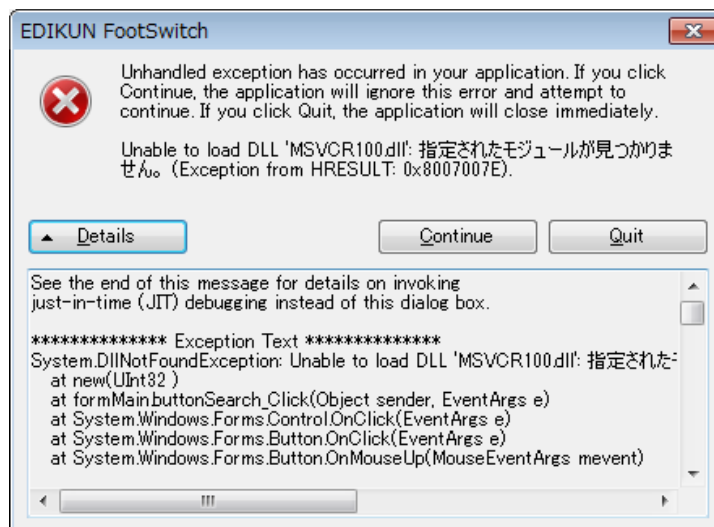 EDIKUN FootSwitch
Unhandled exception has occurred in your application. If you click
Continue, the application will ignore this error and attempt to
continue. If you click Quit, the application will close immediately.
Unable to load DLL 'MSVCR100.dll': 指定されたモジュールが見つかりま
せん。 (Exception from HRESULT: 0x8007007E).
Details
Continue
Quit
See the end of this message for details on invoking
just-in-time (JIT) debugging instead of this dialog box.
************** Exception Text **************
System.DllNotFoundException: Unable to load DLL 'MSVCR100.dll': 指定された
at new(UInt32 )
at formMain.buttonSearch_Click(Object sender, EventArgs e)
at System.Windows.Forms.Control.OnClick(EventArgs e)
at System.Windows.Forms.Button.OnClick(EventArgs e)
at System.Windows.Forms.Button.OnMouseUp(MouseEventArgs mevent)